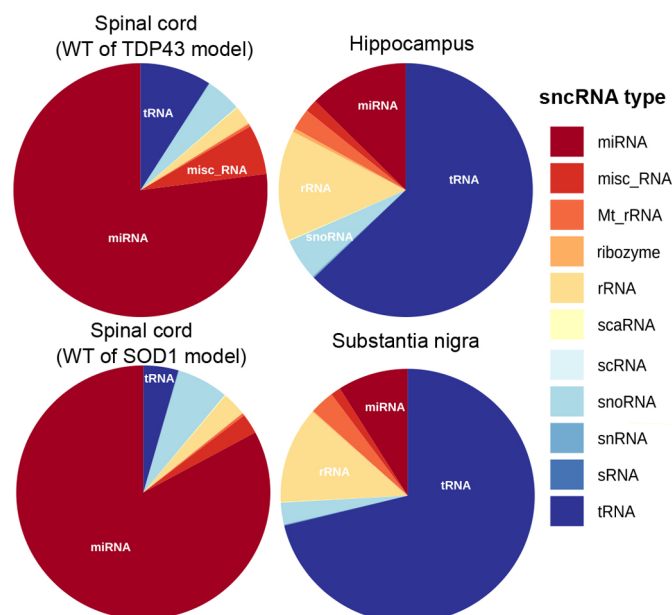 Spinal cord
(WT of TDP43 model)
tRNA
misc_RNA
miRNA
Hippocampus
miRNA
tRNA
rRNA
snoRNA
Spinal cord
(WT of SOD1 model)
tRNA
miRNA
Substantia nigra
miRNA
rRNA
tRNA
sncRNA type
miRNA
misc_RNA
Mt_rRNA
ribozyme
rRNA
scaRNA
scRNA
snoRNA
snRNA
sRNA
tRNA